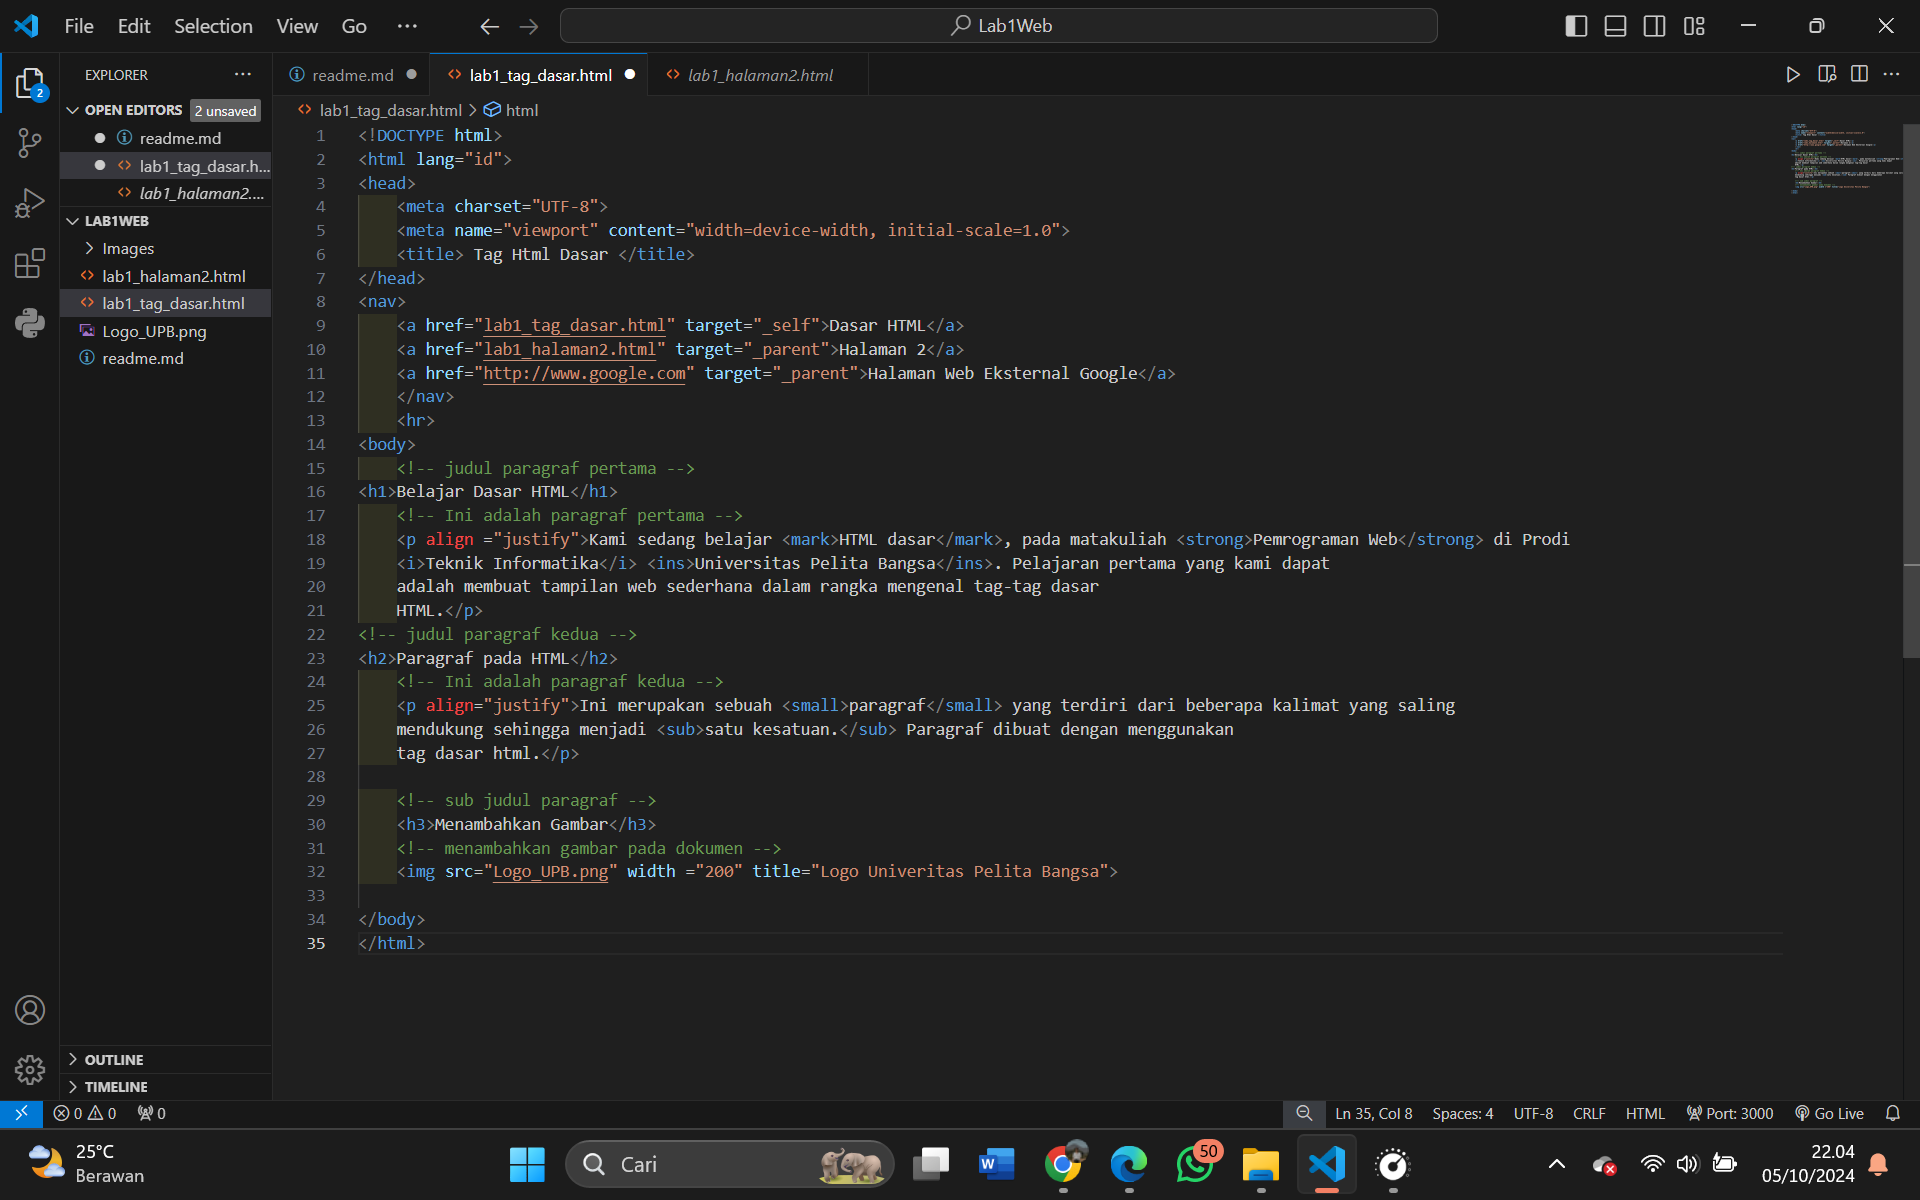 File Edit Selection View Go ··· Lab1Web
EXPLORER ···
OPEN EDITORS 2 unsaved
readme.md
lab1_tag_dasar.h...
lab1_halaman2....
LAB1WEB
Images
lab1_halaman2.html
lab1_tag_dasar.html
Logo_UPB.png
readme.md
OUTLINE
TIMELINE
2
readme.md lab1_tag_dasar.html lab1_halaman2.html
lab1_tag_dasar.html > html
1 <!DOCTYPE html>
2 <html lang="id">
3 <head>
4 <meta charset="UTF-8">
5 <meta name="viewport" content="width=device-width, initial-scale=1.0">
6 <title> Tag Html Dasar </title>
7 </head>
8 <nav>
9 <a href="lab1_tag_dasar.html" target="_self">Dasar HTML</a>
10 <a href="lab1_halaman2.html" target="_parent">Halaman 2</a>
11 <a href="http://www.google.com" target="_parent">Halaman Web Eksternal Google</a>
12 </nav>
13 <hr>
14 <body>
15 <!-- judul paragraf pertama -->
16 <h1>Belajar Dasar HTML</h1>
17 <!-- Ini adalah paragraf pertama -->
18 <p align ="justify">Kami sedang belajar <mark>HTML dasar</mark>, pada matakuliah <strong>Pemrograman Web</strong> di Prodi
19 <i>Teknik Informatika</i> <ins>Universitas Pelita Bangsa</ins>. Pelajaran pertama yang kami dapat
20 adalah membuat tampilan web sederhana dalam rangka mengenal tag-tag dasar
21 HTML.</p>
22 <!-- judul paragraf kedua -->
23 <h2>Paragraf pada HTML</h2>
24 <!-- Ini adalah paragraf kedua -->
25 <p align="justify">Ini merupakan sebuah <small>paragraf</small> yang terdiri dari beberapa kalimat yang saling
26 mendukung sehingga menjadi <sub>satu kesatuan.</sub> Paragraf dibuat dengan menggunakan
27 tag dasar html.</p>
28
29 <!-- sub judul paragraf -->
30 <h3>Menambahkan Gambar</h3>
31 <!-- menambahkan gambar pada dokumen -->
32 <img src="Logo_UPB.png" width ="200" title="Logo Univeritas Pelita Bangsa">
33
34 </body>
35 </html>
0 0 0 Ln 35, Col 8 Spaces: 4 UTF-8 CRLF HTML Port: 3000 Go Live
25°C
Berawan
Cari
W
50
22.04
05/10/2024